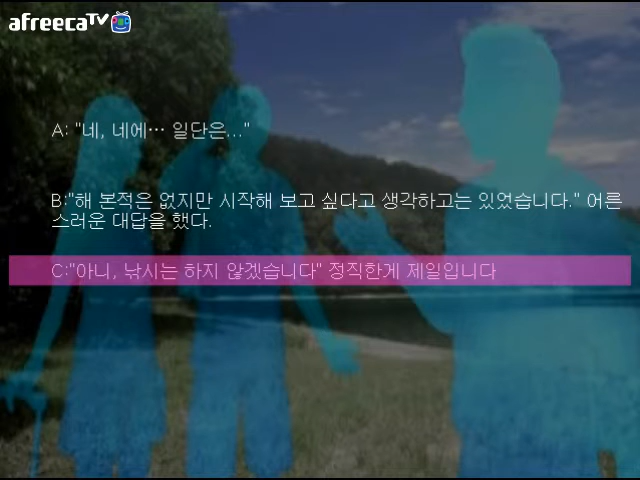 afreecaTV
A: "네, 네에… 일단은..."
B:"해 본적은 없지만 시작해 보고 싶다고 생각하고는 있었습니다." 어른
스러운 대답을 했다.
C:"아니, 낚시는 하지 않겠습니다" 정직한게 제일입니다